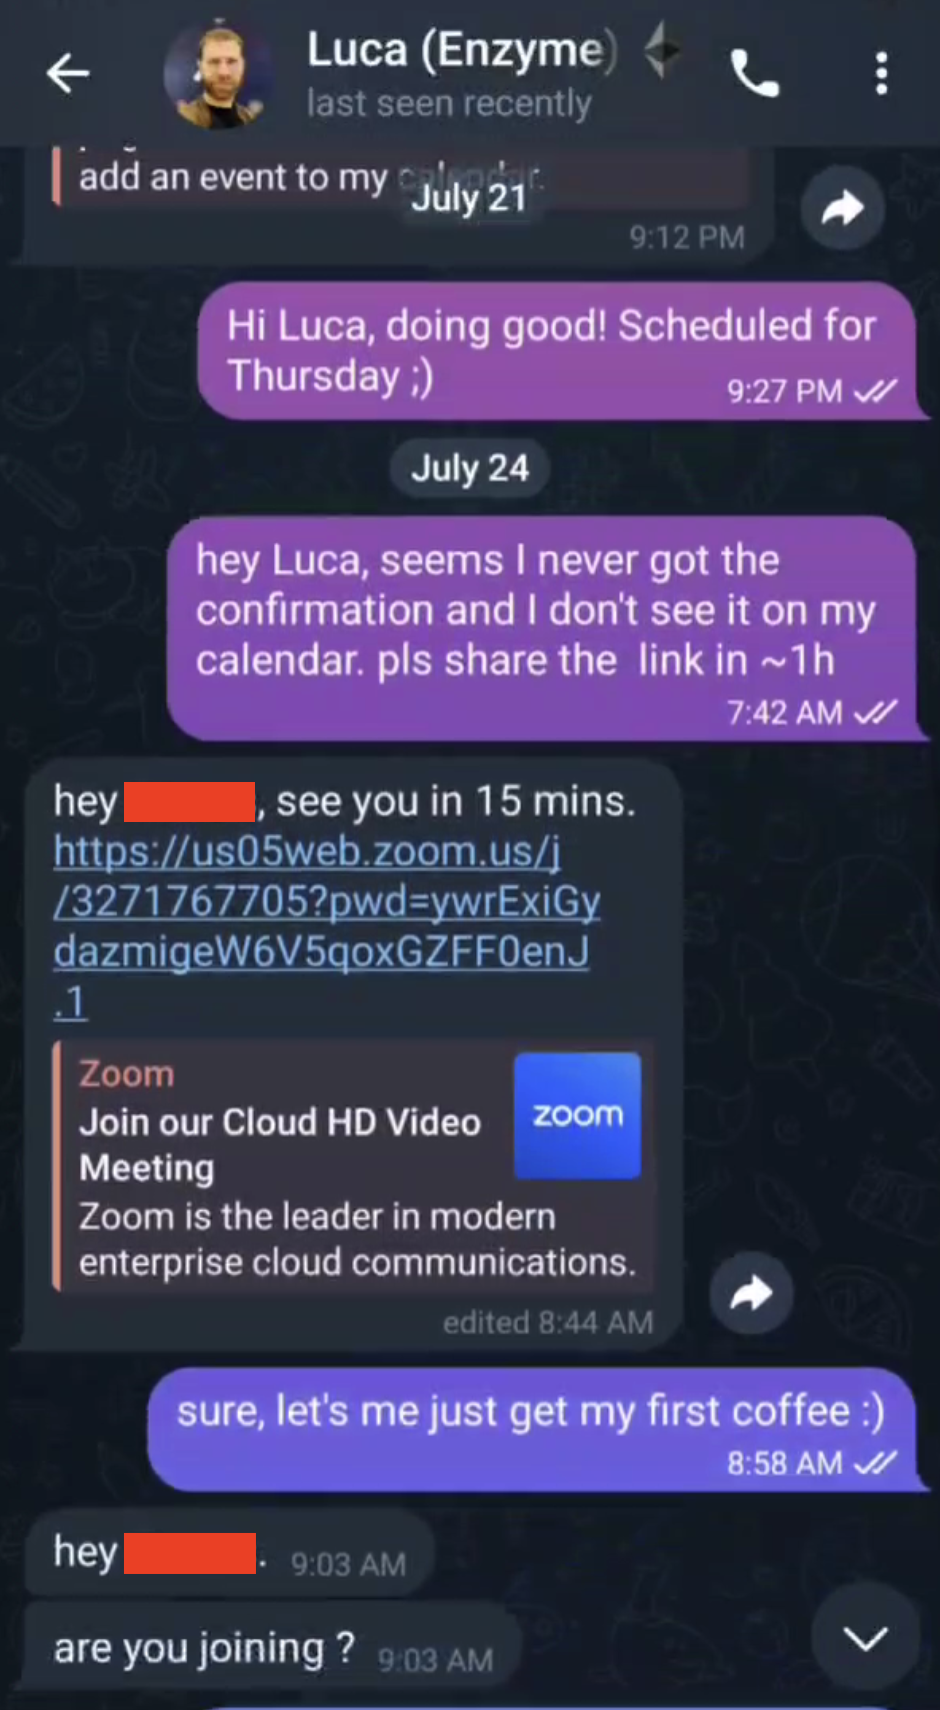 Luca (Enzyme)
last seen recently
add an event to my calendar.
July 21
9:12 PM
Hi Luca, doing good! Scheduled for
Thursday ;)
9:27 PM
July 24
hey Luca, seems I never got the
confirmation and I don't see it on my
calendar. pls share the link in ~1h
7:42 AM
hey , see you in 15 mins.
https://us05web.zoom.us/j
/3271767705?pwd=ywrExiGy
dazmigeW6V5qoxGZFF0enJ
.1
Zoom
Join our Cloud HD Video
Meeting
zoom
Zoom is the leader in modern
enterprise cloud communications.
edited 8:44 AM
sure, let's me just get my first coffee :)
8:58 AM
hey .
9:03 AM
are you joining ?
9:03 AM